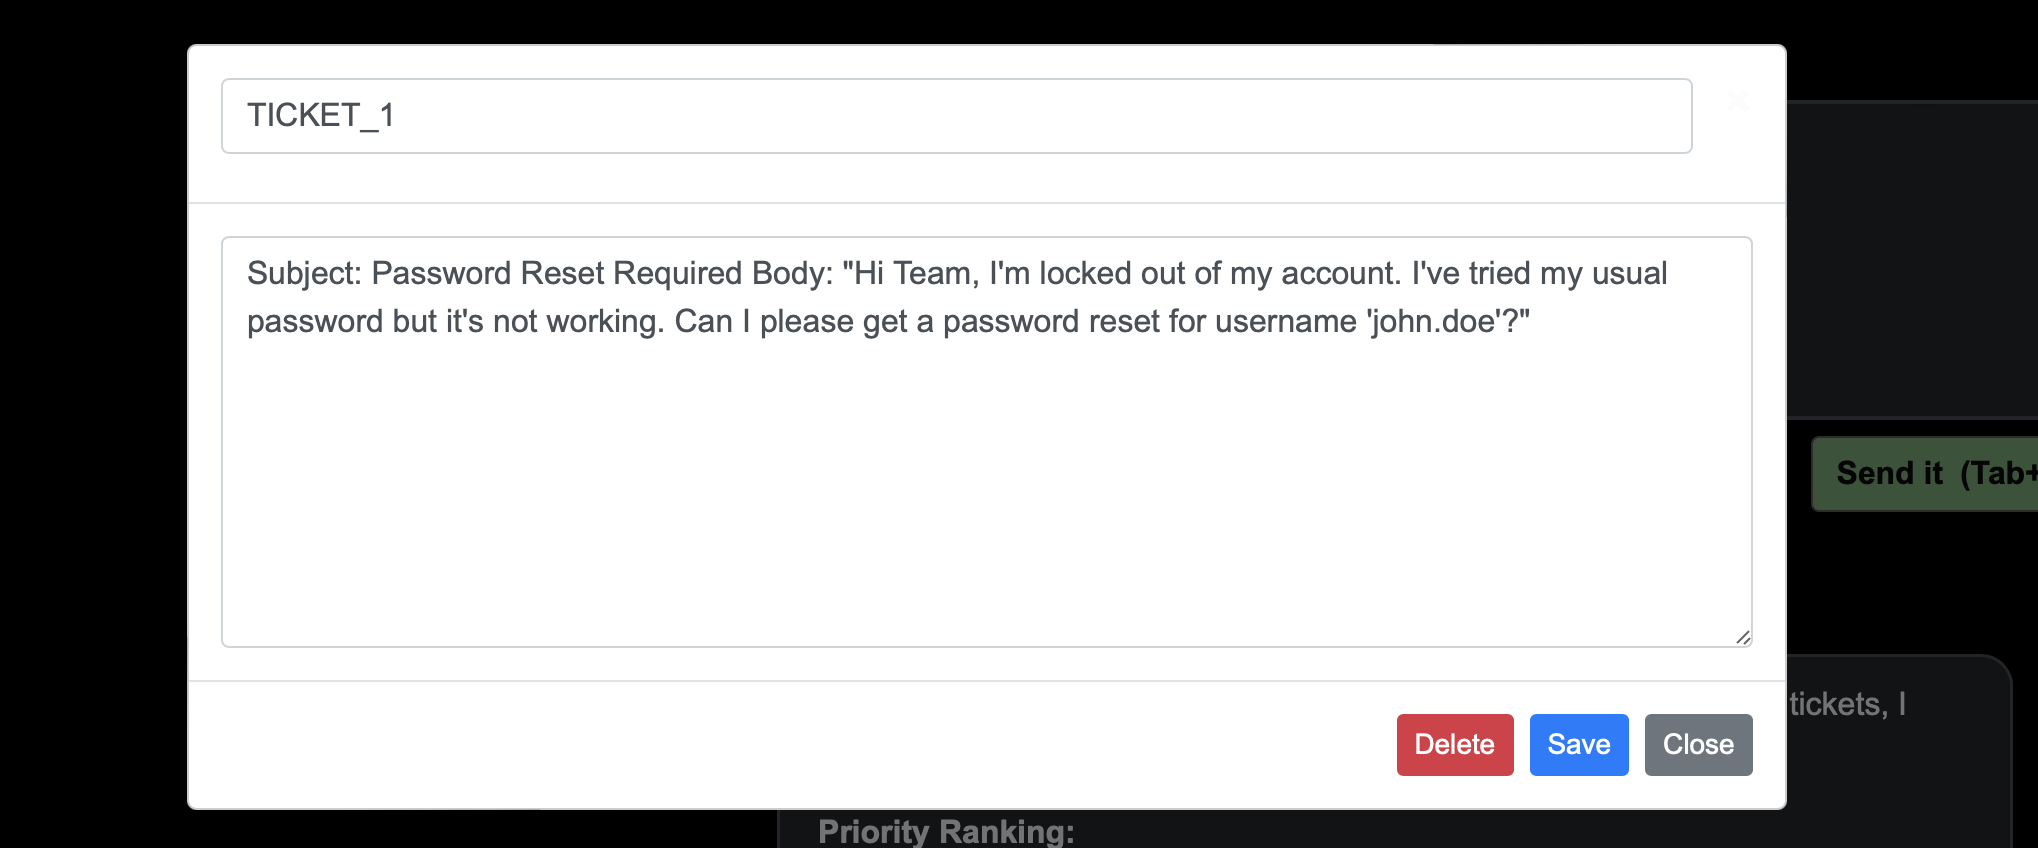 TICKET_1
Subject: Password Reset Required Body: "Hi Team, I'm locked out of my account. I've tried my usual
password but it's not working. Can I please get a password reset for username 'john.doe'?"
Send it (Tab+
tickets, I
Delete Save Close
Priority Ranking: